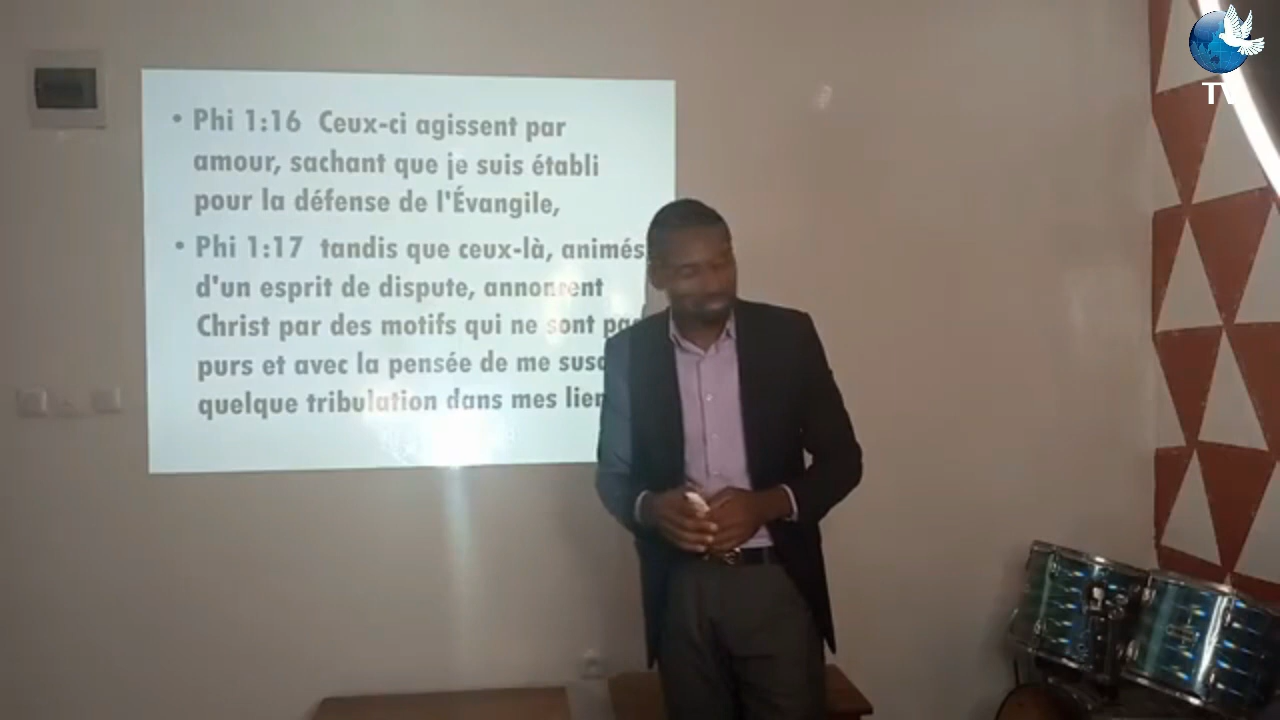 • Phi 1:16 Ceux-ci agissent par
amour, sachant que je suis établi
pour la défense de l'Évangile,
• Phi 1:17 tandis que ceux-là, animés
d'un esprit de dispute, annoncent
Christ par des motifs qui ne sont
purs et avec la pensée de me
quelque tribulation dans mes
TV